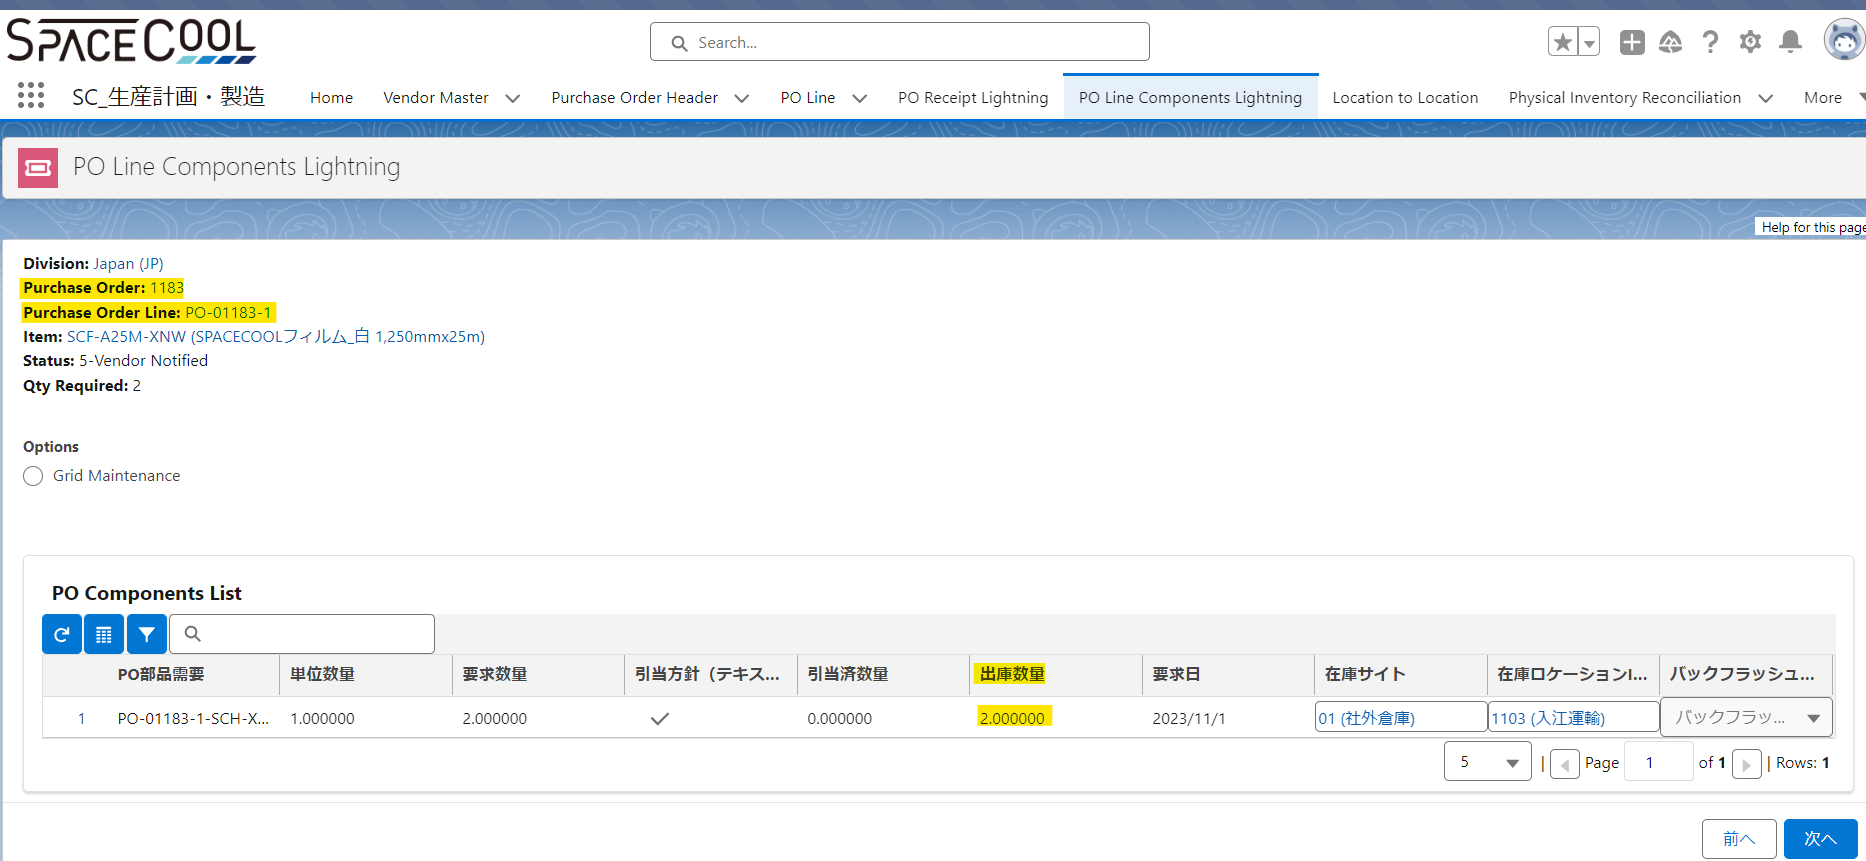 SPACECOOL
Search...
SC_生産計画・製造
Home
Vendor Master
Purchase Order Header
PO Line
PO Receipt Lightning
PO Line Components Lightning
Location to Location
Physical Inventory Reconciliation
More
PO Line Components Lightning
Help for this page
Division: Japan (JP)
Purchase Order: 1183
Purchase Order Line: PO-01183-1
Item: SCF-A25M-XNW (SPACECOOLフィルム_白 1,250mmx25m)
Status: 5-Vendor Notified
Qty Required: 2
Options
Grid Maintenance
PO Components List
PO部品需要 単位数量 要求数量 引当方針（テキス... 引当済数量 出庫数量 要求日 在庫サイト 在庫ロケーションI... バックフラッシュ...
1 PO-01183-1-SCH-X... 1.000000 2.000000 0.000000 2.000000 2023/11/1 01 (社外倉庫) 1103 (入江運輸) バックフラッ...
5 | Page 1 of 1 | Rows: 1
前へ 次へ